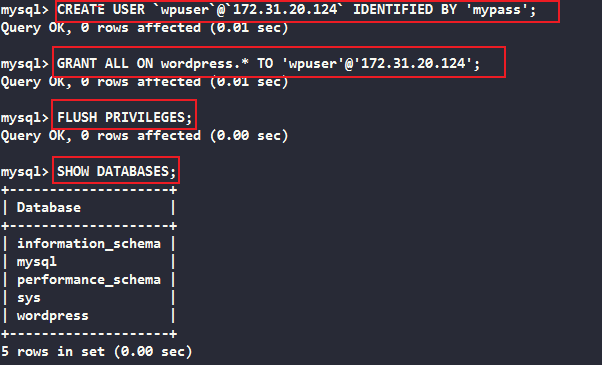 mysql> CREATE USER `wpuser`@`172.31.20.124` IDENTIFIED BY 'mypass';
Query OK, 0 rows affected (0.01 sec)
mysql> GRANT ALL ON wordpress.* TO 'wpuser'@'172.31.20.124';
Query OK, 0 rows affected (0.01 sec)
mysql> FLUSH PRIVILEGES;
Query OK, 0 rows affected (0.00 sec)
mysql> SHOW DATABASES;
+--------------------+
| Database           |
+--------------------+
| information_schema |
| mysql              |
| performance_schema |
| sys                |
| wordpress          |
+--------------------+
5 rows in set (0.00 sec)